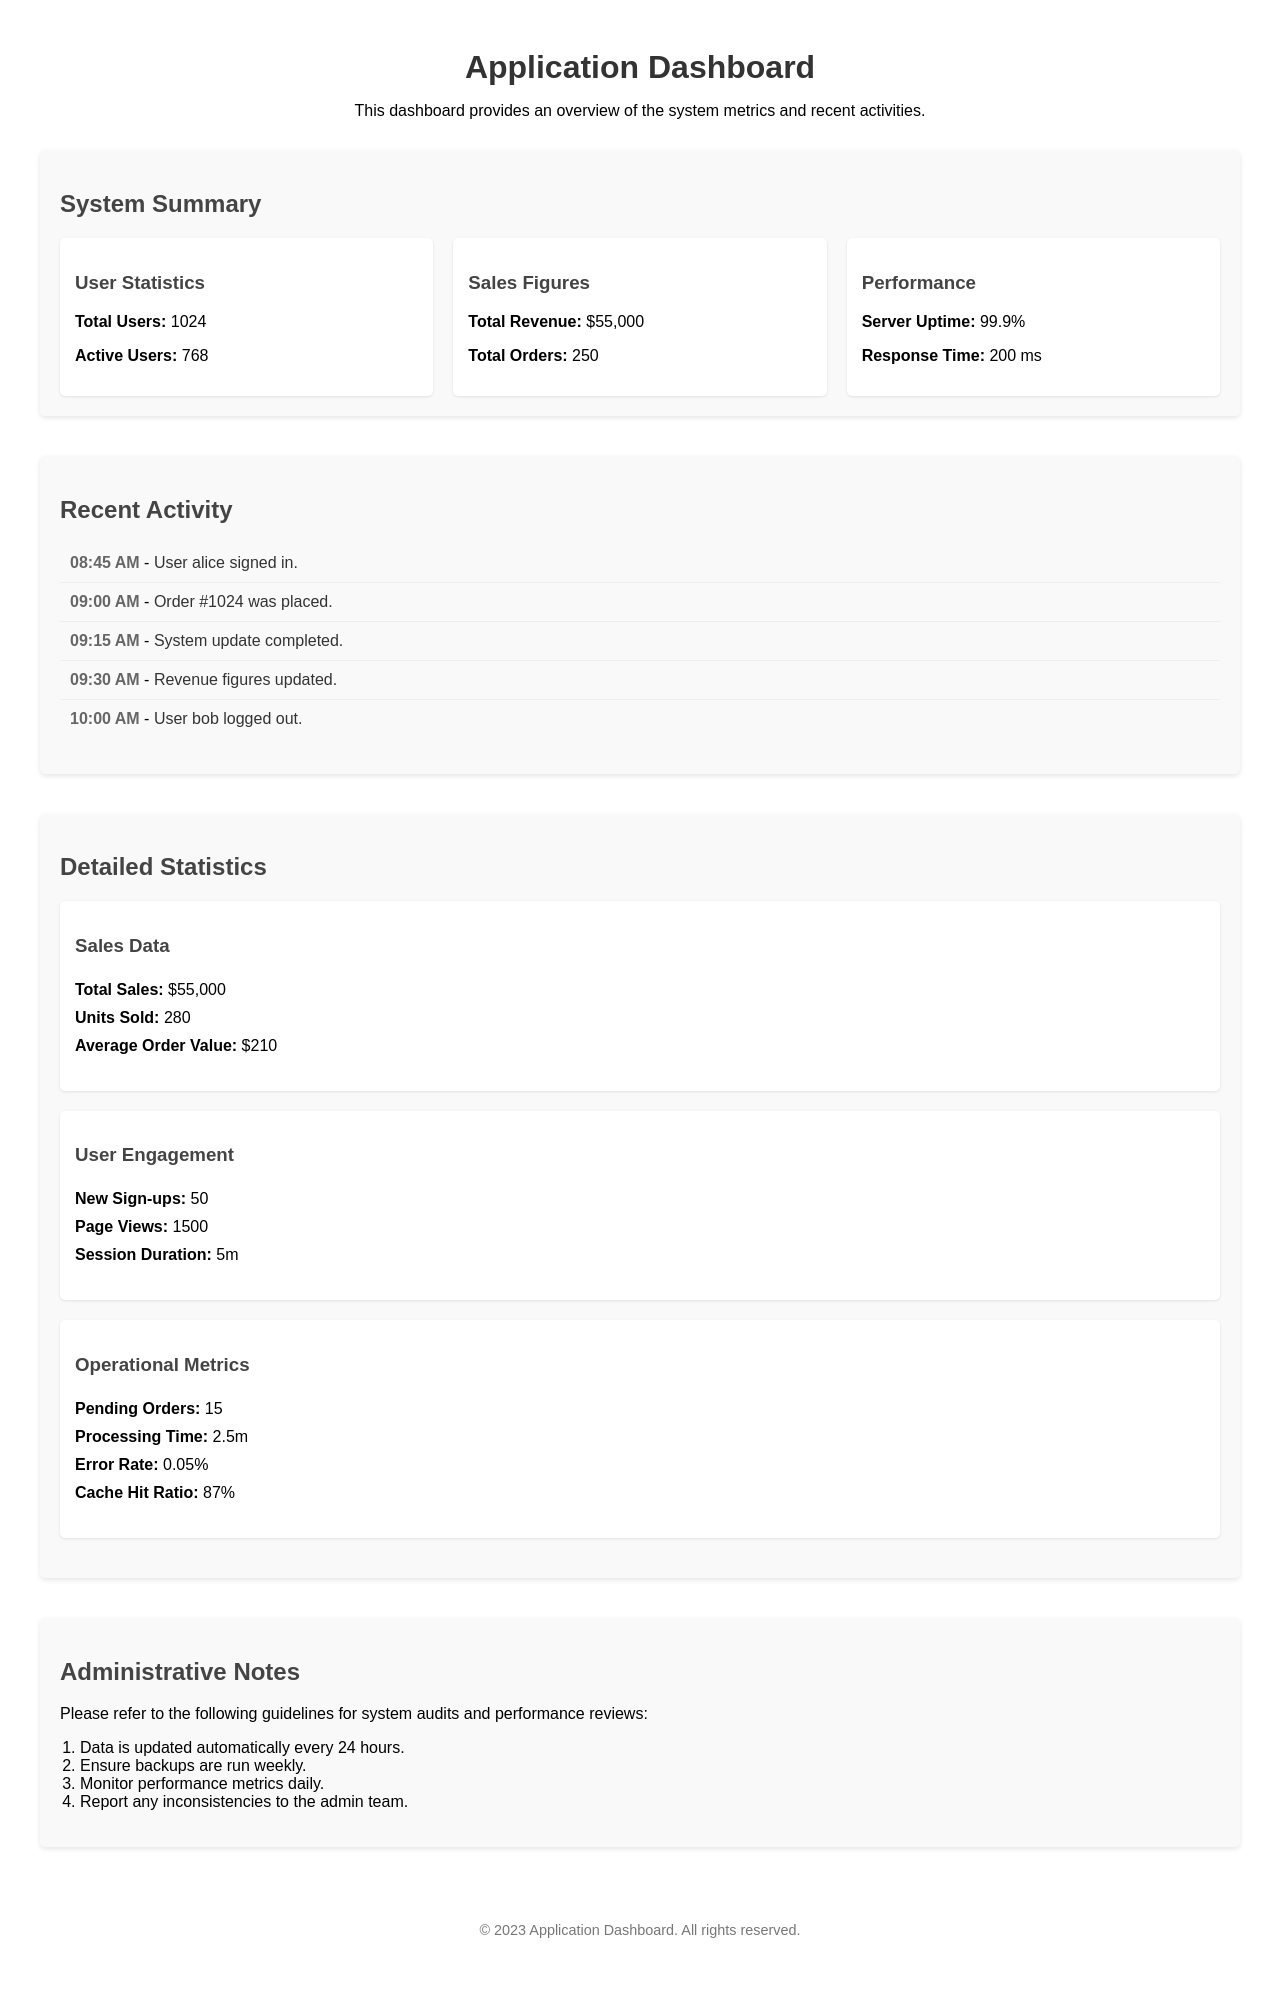 Application Dashboard
This dashboard provides an overview of the system metrics and recent activities.
System Summary
User Statistics
Total Users: 1024
Active Users: 768
Sales Figures
Total Revenue: $55,000
Total Orders: 250
Performance
Server Uptime: 99.9%
Response Time: 200 ms
Recent Activity
08:45 AM - User alice signed in.
09:00 AM - Order #1024 was placed.
09:15 AM - System update completed.
09:30 AM - Revenue figures updated.
10:00 AM - User bob logged out.
Detailed Statistics
Sales Data
Total Sales: $55,000
Units Sold: 280
Average Order Value: $210
User Engagement
New Sign-ups: 50
Page Views: 1500
Session Duration: 5m
Operational Metrics
Pending Orders: 15
Processing Time: 2.5m
Error Rate: 0.05%
Cache Hit Ratio: 87%
Administrative Notes
Please refer to the following guidelines for system audits and performance reviews:
1. Data is updated automatically every 24 hours.
2. Ensure backups are run weekly.
3. Monitor performance metrics daily.
4. Report any inconsistencies to the admin team.
© 2023 Application Dashboard. All rights reserved.